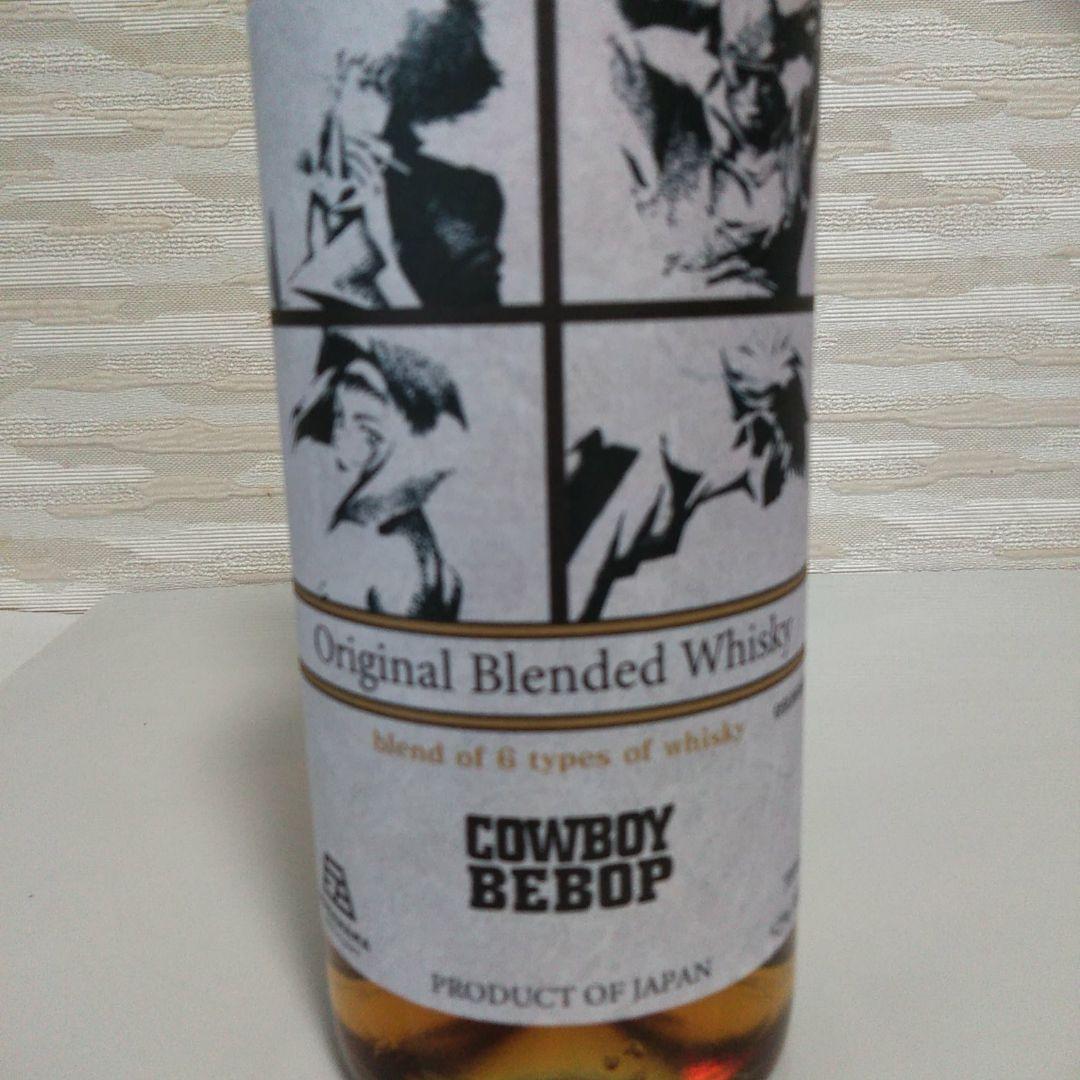 Original Blended Whisky
blend of 6 types of whisky
COWBOY
BEBOP
PRODUCT OF JAPAN